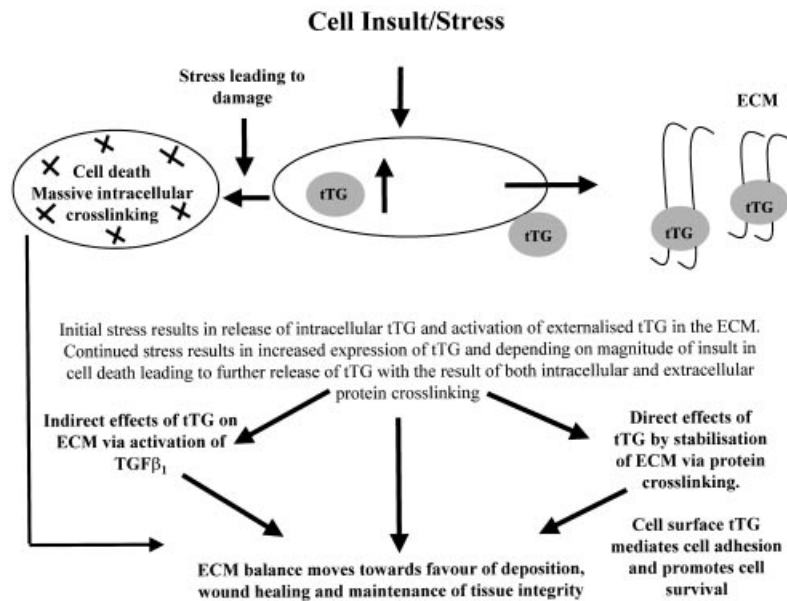 Cell Insult/Stress
Stress leading to
damage
ECM
Cell death
Massive intracellular
crosslinking
tTG
tTG
tTG
tTG
Initial stress results in release of intracellular tTG and activation of externalised tTG in the ECM.
Continued stress results in increased expression of tTG and depending on magnitude of insult in
cell death leading to further release of tTG with the result of both intracellular and extracellular
protein crosslinking
Indirect effects of tTG on
ECM via activation of
TGFβ₁
Direct effects of
tTG by stabilisation
of ECM via protein
crosslinking.
Cell surface tTG
mediates cell adhesion
and promotes cell
survival
ECM balance moves towards favour of deposition,
wound healing and maintenance of tissue integrity